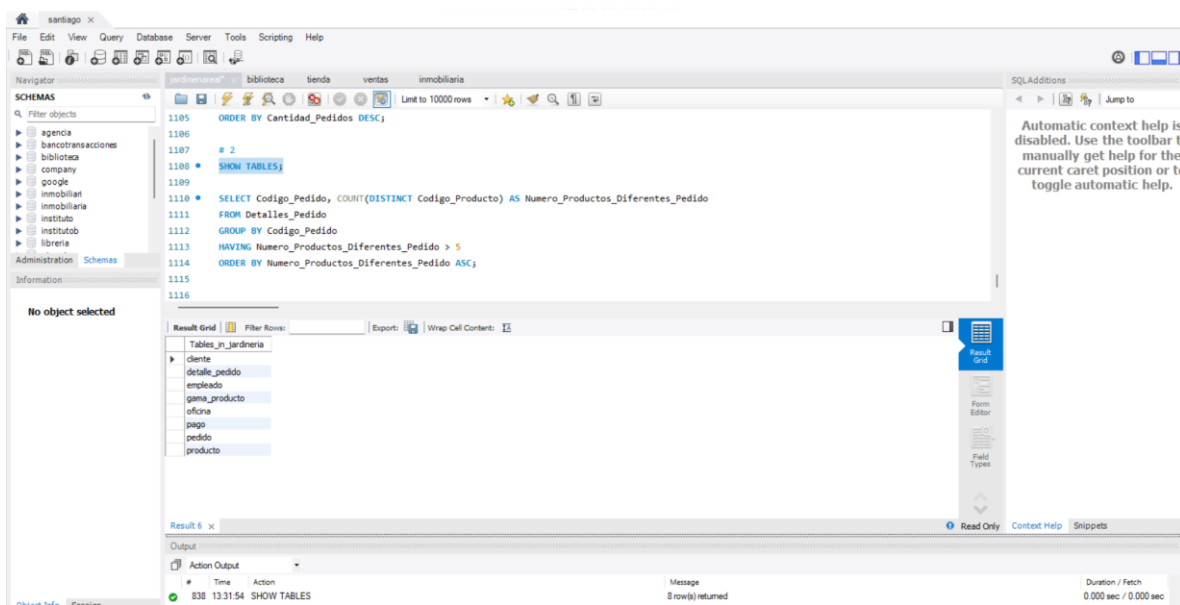 santiago ×
File Edit View Query Database Server Tools Scripting Help
Navigator
SCHEMAS
Filter objects
agencia
bancotransacciones
biblioteca
company
google
inmobiliari
inmobiliaria
instituto
institutob
libreria
Administration Schemas
Information
No object selected
Object Info Session
jardineriareal* × biblioteca tienda ventas inmobiliaria
Limit to 10000 rows
1105 ORDER BY Cantidad_Pedidos DESC;
1106
1107 # 2
1108 SHOW TABLES;
1109
1110 SELECT Codigo_Pedido, COUNT(DISTINCT Codigo_Producto) AS Numero_Productos_Diferentes_Pedido
1111 FROM Detalles_Pedido
1112 GROUP BY Codigo_Pedido
1113 HAVING Numero_Productos_Diferentes_Pedido > 5
1114 ORDER BY Numero_Productos_Diferentes_Pedido ASC;
1115
1116
Result Grid Filter Rows: Export: Wrap Cell Content:
Tables_in_jardineria
cliente
detalle_pedido
empleado
gama_producto
oficina
pago
pedido
producto
Result
Grid
Form
Editor
Field
Types
Result 6 × Read Only
Output
Action Output
# Time Action Message Duration / Fetch
838 13:31:54 SHOW TABLES 8 row(s) returned 0.000 sec / 0.000 sec
SQLAdditions
Jump to
Automatic context help is
disabled. Use the toolbar
manually get help for the
current caret position or
toggle automatic help.
Context Help Snippets